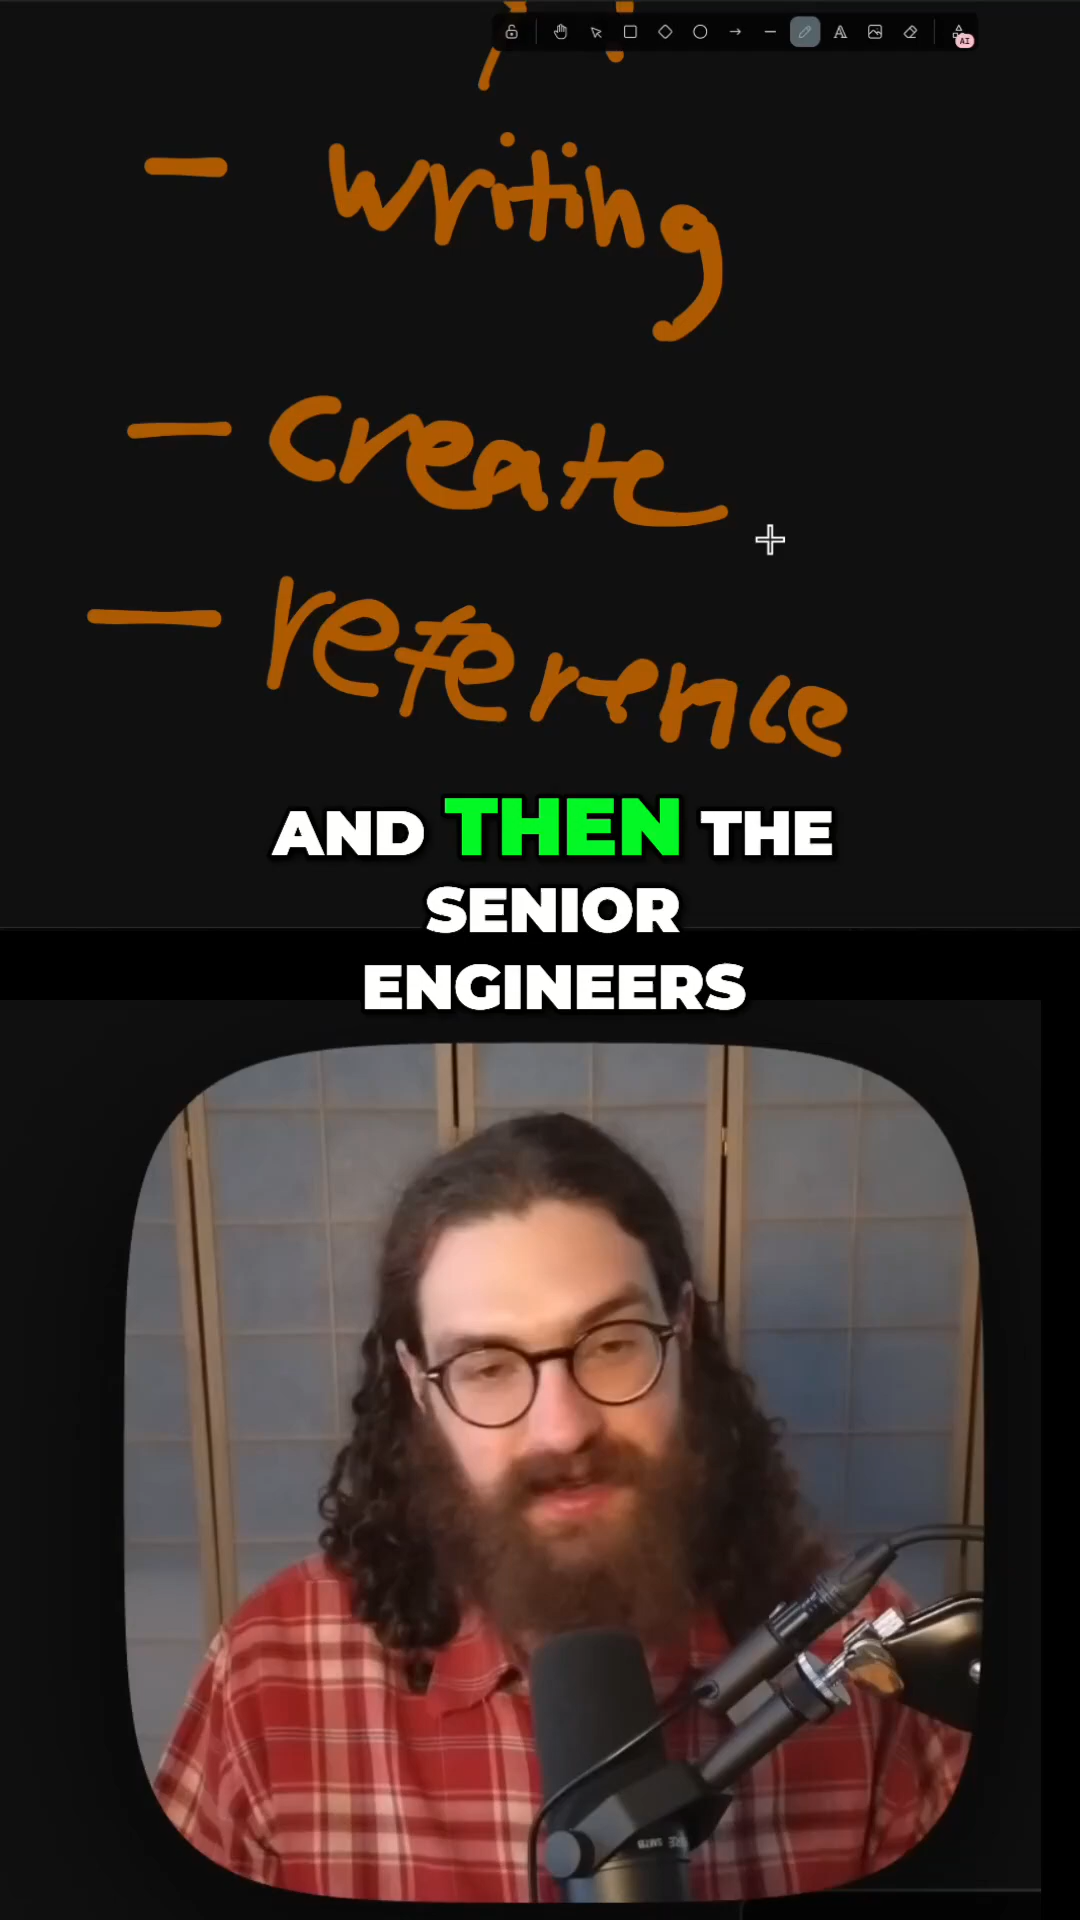 - writing
- create
- reference
AND THEN THE
SENIOR
ENGINEERS